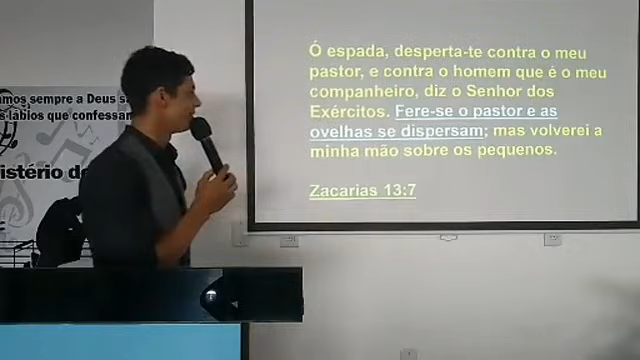 Ó espada, desperta-te contra o meu
pastor, e contra o homem que é o meu
companheiro, diz o Senhor dos
Exércitos. Fere-se o pastor e as
ovelhas se dispersam; mas volverei a
minha mão sobre os pequenos.
Zacarias 13:7
mos sempre a Deus
lábios que confessam
istério